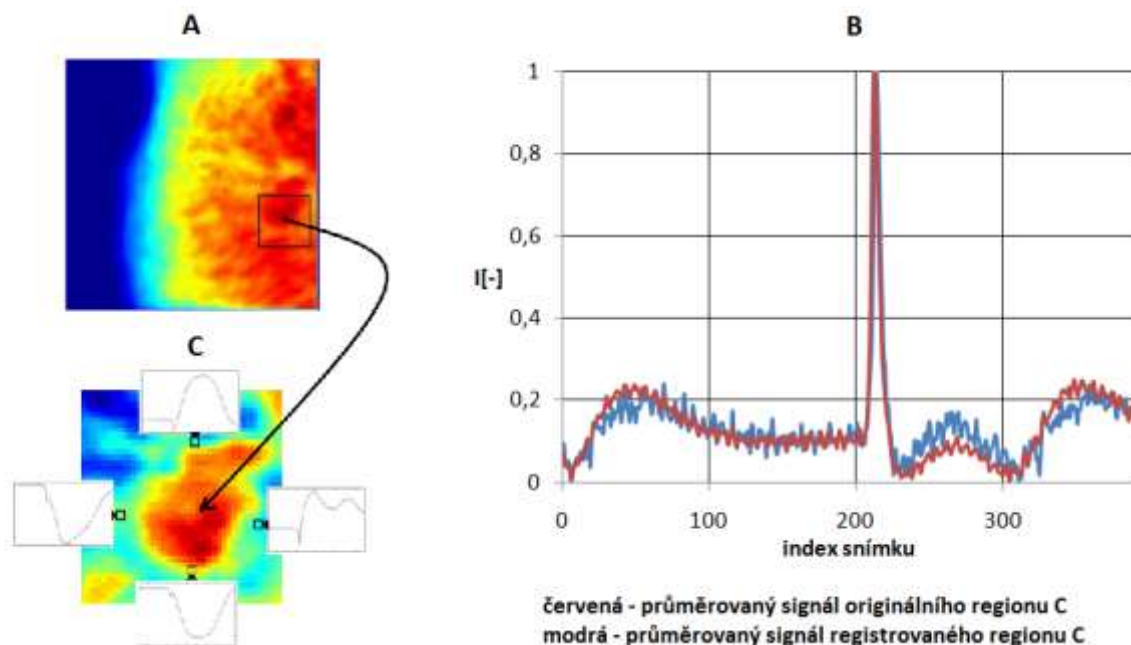 A
B
1
0,8
0,6
I[-]
0,4
0,2
0
0
100
200
300
index snímku
C
červená - průměrovaný signál originálního regionu C
modrá - průměrovaný signál registrovaného regionu C